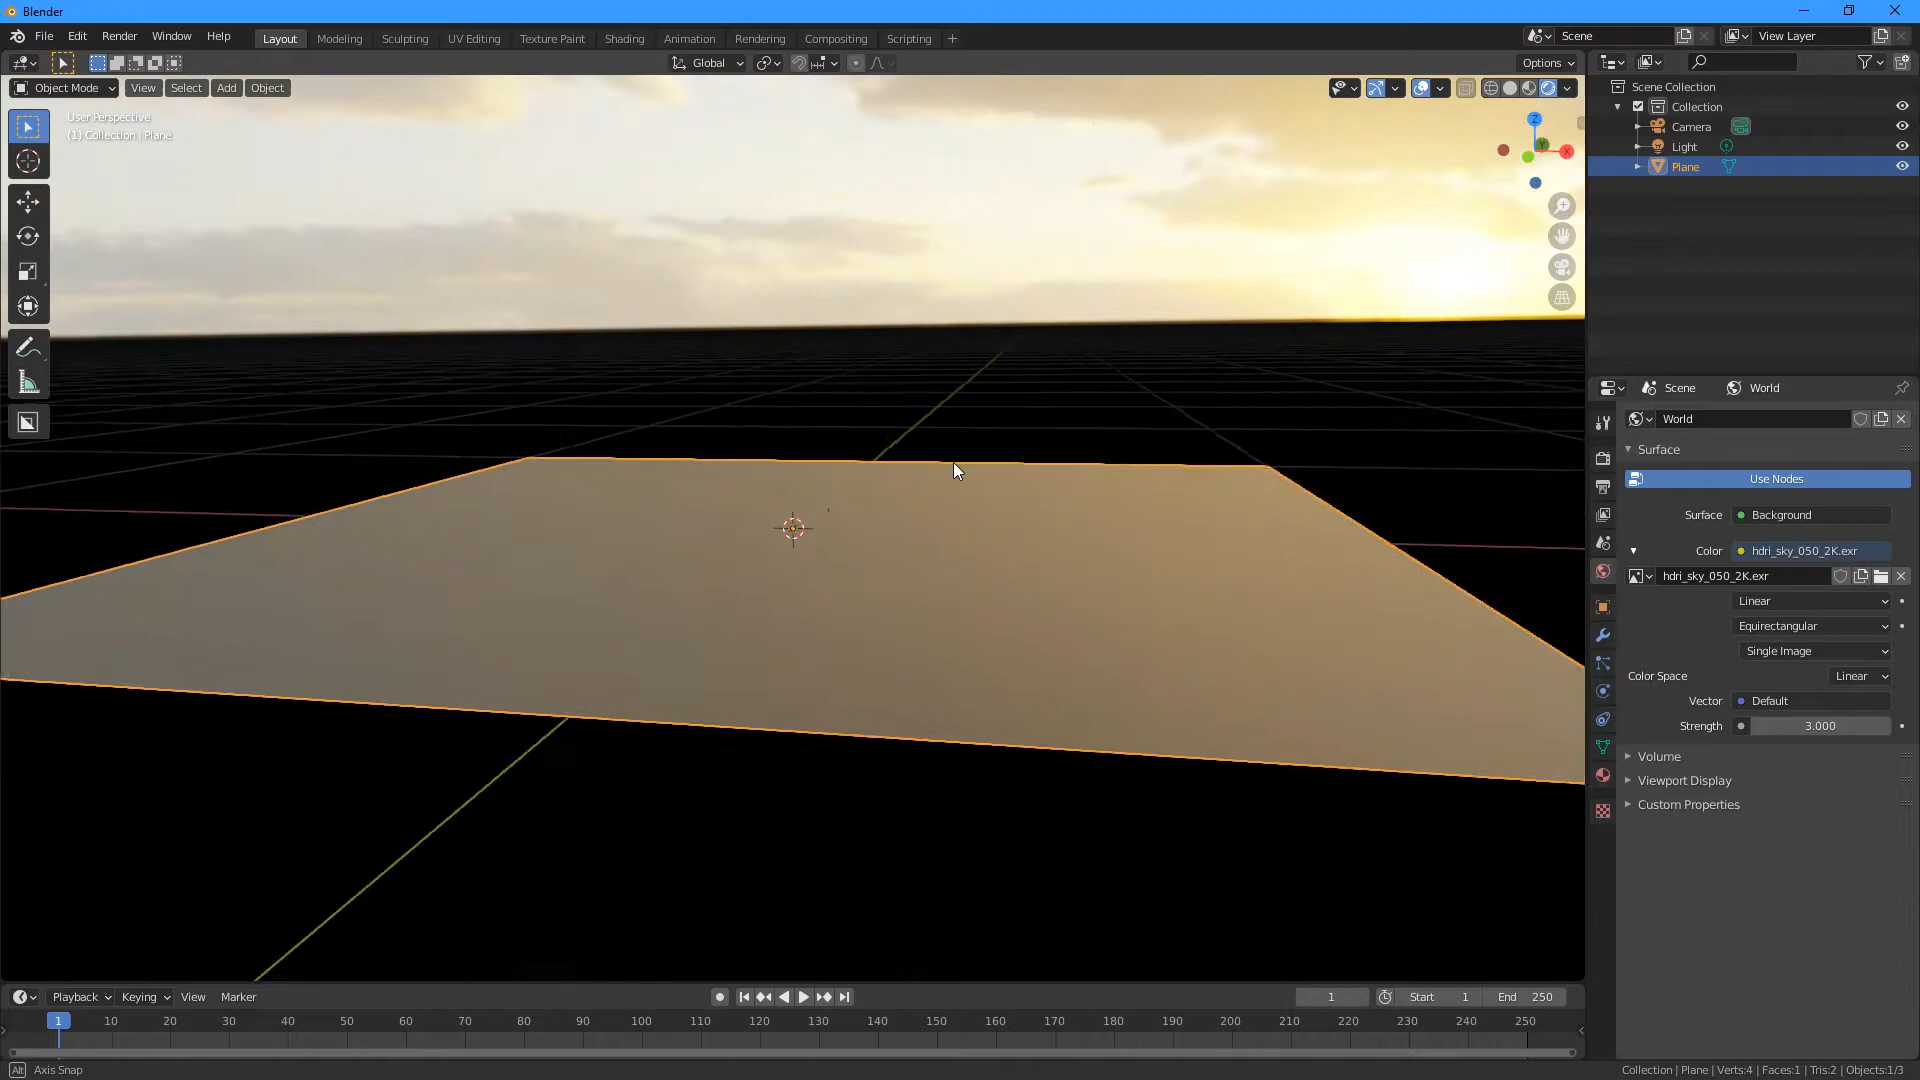 Blender
File Edit Render Window Help
Layout Modeling Sculpting UV Editing Texture Paint Shading Animation Rendering Compositing Scripting +
Scene
View Layer
Global
Options
Object Mode View Select Add Object
User Perspective
(1) Collection | Plane
Z
Y
X
Scene Collection
Collection
Camera
Light
Plane
Scene World
World
Surface
Use Nodes
Surface Background
Color hdri_sky_050_2K.exr
hdri_sky_050_2K.exr
Linear
Equirectangular
Single Image
Color Space Linear
Vector Default
Strength 3.000
Volume
Viewport Display
Custom Properties
Playback Keying View Marker
1 Start 1 End 250
1 10 20 30 40 50 60 70 80 90 100 110 120 130 140 150 160 170 180 190 200 210 220 230 240 250
Alt Axis Snap
Collection | Plane | Verts:4 | Faces:1 | Tris:2 | Objects:1/3